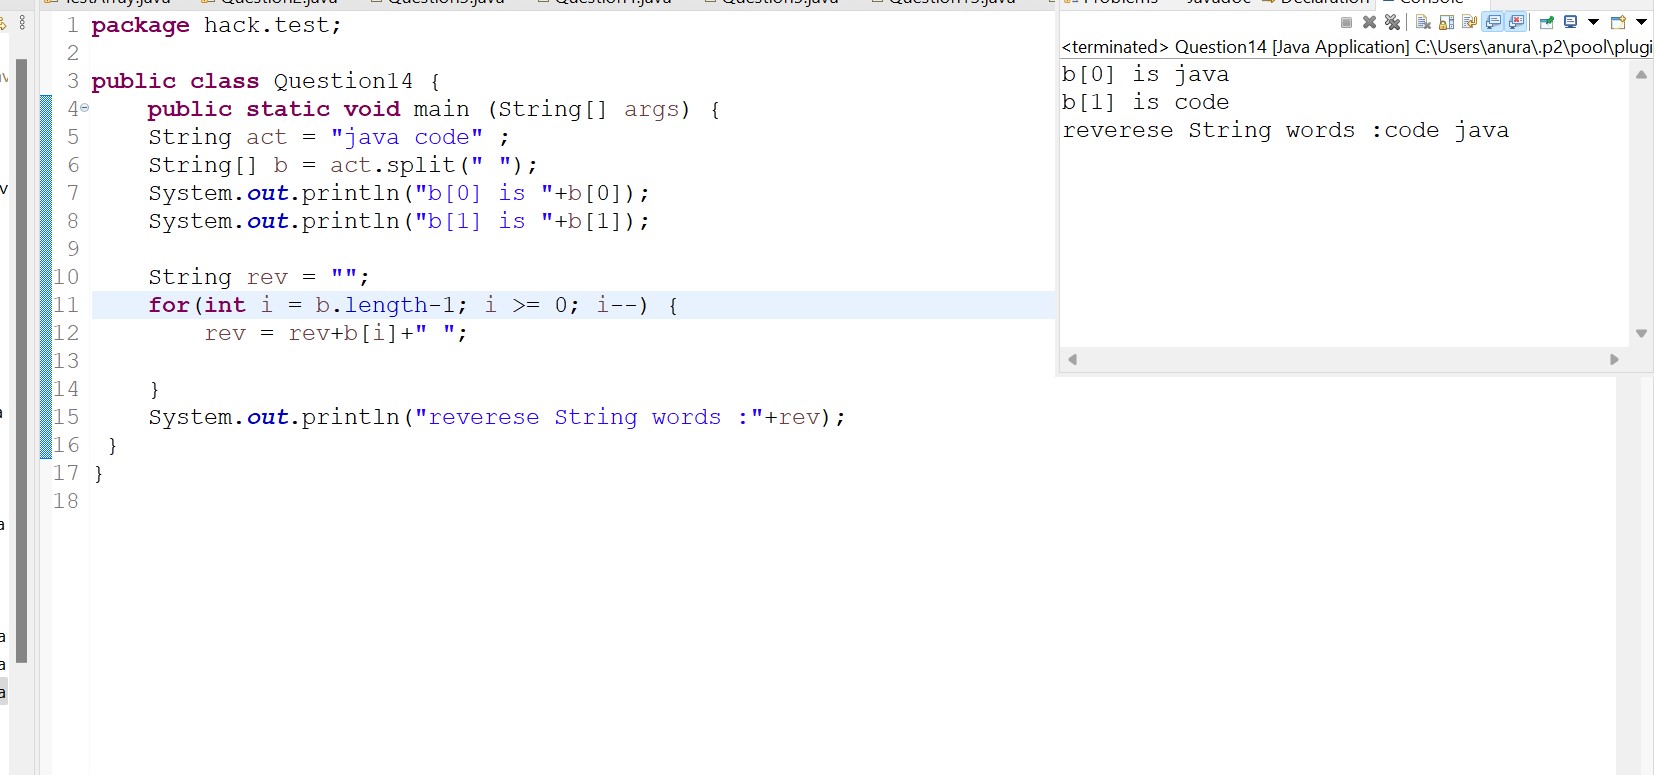 package hack.test;
public class Question14 {
public static void main (String[] args) {
String act = "java code" ;
String[] b = act.split(" ");
System.out.println("b[0] is "+b[0]);
System.out.println("b[1] is "+b[1]);
String rev = "";
for(int i = b.length-1; i >= 0; i--) {
rev = rev+b[i]+" ";
}
System.out.println("reverese String words :"+rev);
}
}
1
2
3
4
5
6
7
8
9
10
11
12
13
14
15
16
17
18
<terminated> Question14 [Java Application] C:\Users\anura\.p2\pool\plugi
b[0] is java
b[1] is code
reverese String words :code java